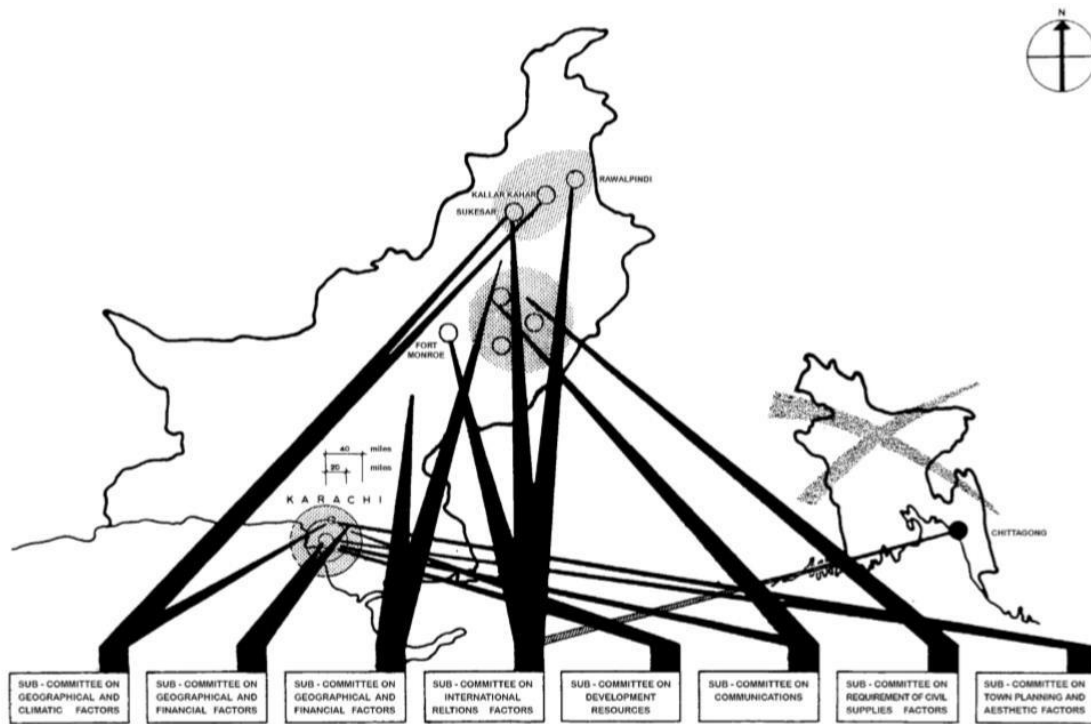 N
RAWALPINDI
KALLAR KAHAR
SUKESAR
FORT
MONROE
40 miles
20 miles
KARACHI
CHITTAGONG
SUB - COMMITTEE ON
GEOGRAPHICAL AND
CLIMATIC FACTORS
SUB - COMMITTEE ON
GEOGRAPHICAL AND
FINANCIAL FACTORS
SUB - COMMITTEE ON
GEOGRAPHICAL AND
FINANCIAL FACTORS
SUB - COMMITTEE ON
INTERNATIONAL
RELTIONS FACTORS
SUB - COMMITTEE ON
DEVELOPMENT
RESOURCES
SUB - COMMITTEE ON
COMMUNICATIONS
SUB - COMMITTEE ON
REQUIREMENT OF CIVIL
SUPPLIES FACTORS
SUB - COMMITTEE ON
TOWN PLANNING AND
AESTHETIC FACTORS